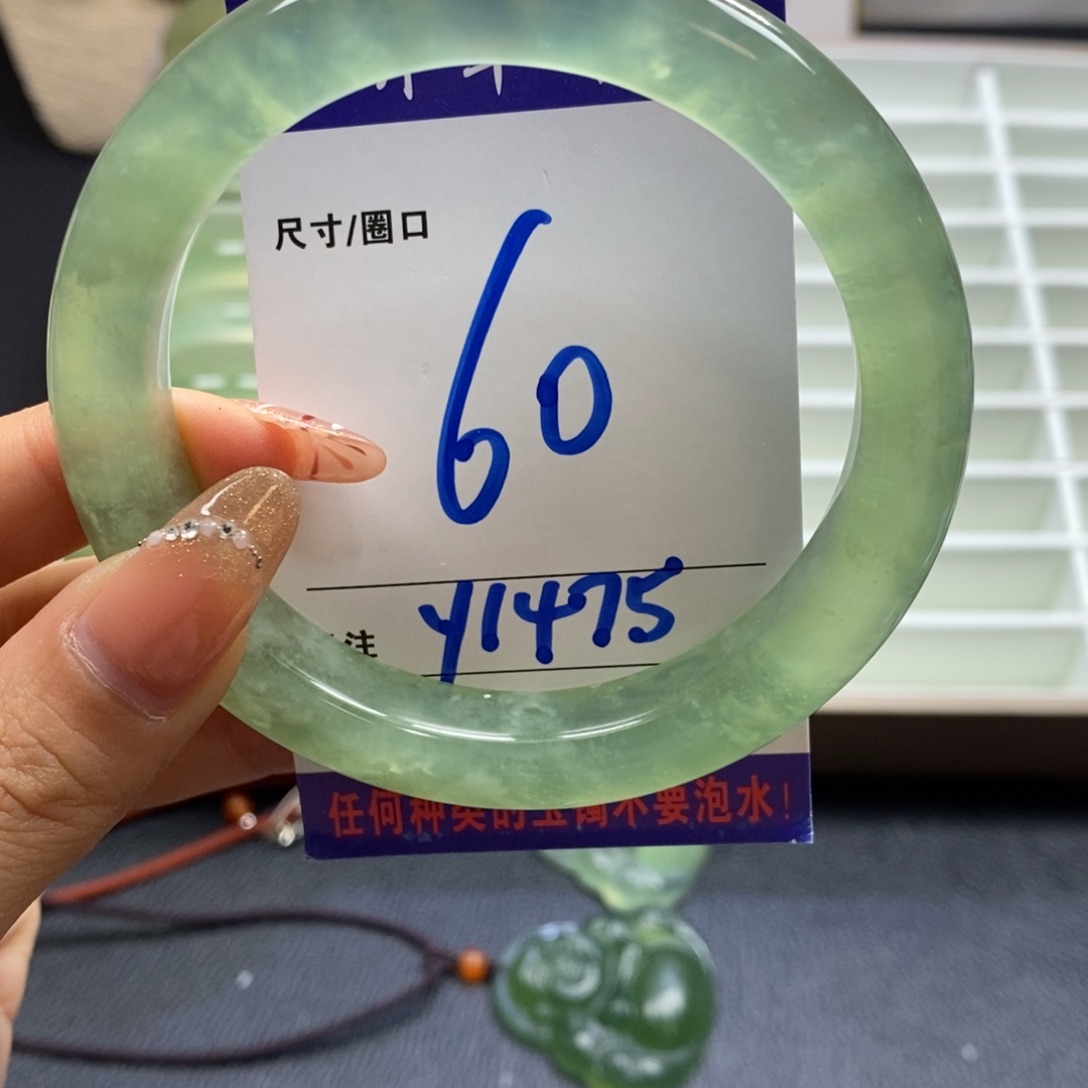 尺寸/圈口
60
注 y1475
任何种类的玉镯不要泡水!